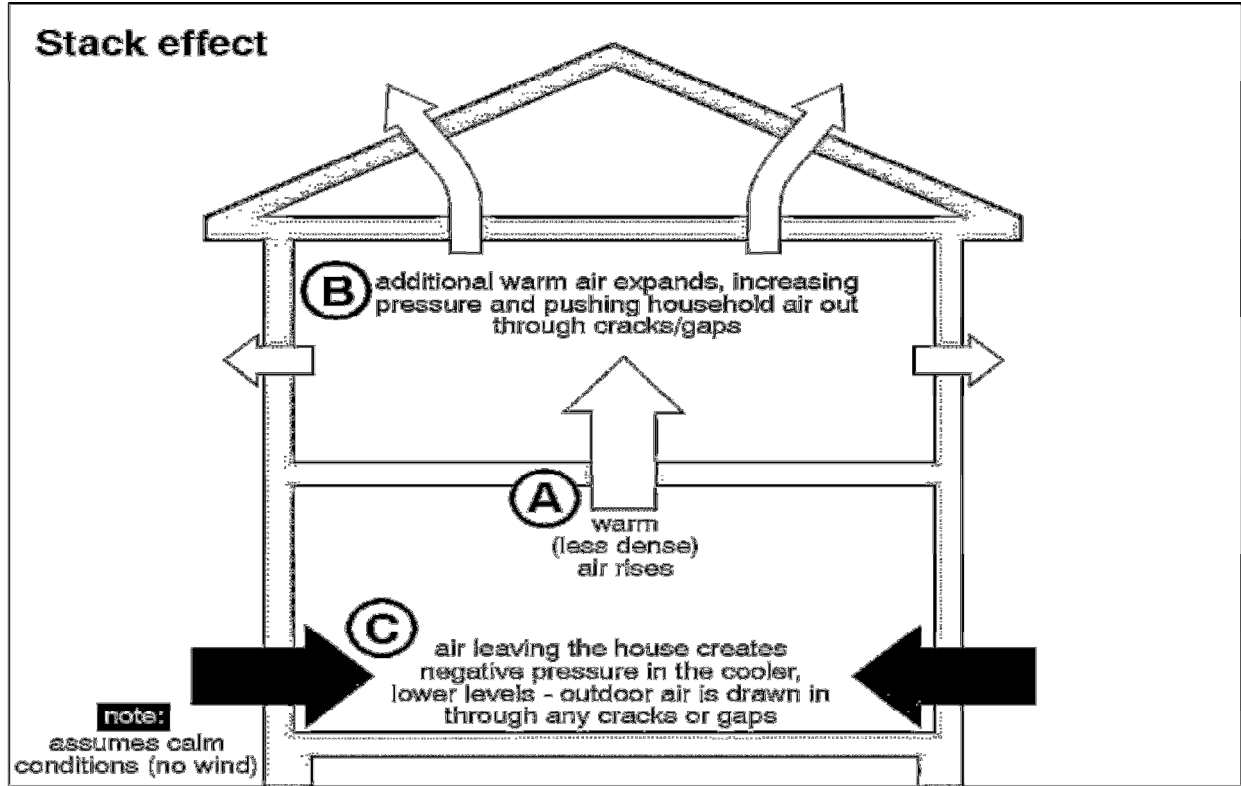 Stack effect
B
additional warm air expands, increasing
pressure and pushing household air out
through cracks/gaps
A
warm
(less dense)
air rises
C
air leaving the house creates
negative pressure in the cooler,
lower levels - outdoor air is drawn in
through any cracks or gaps
note:
assumes calm
conditions (no wind)